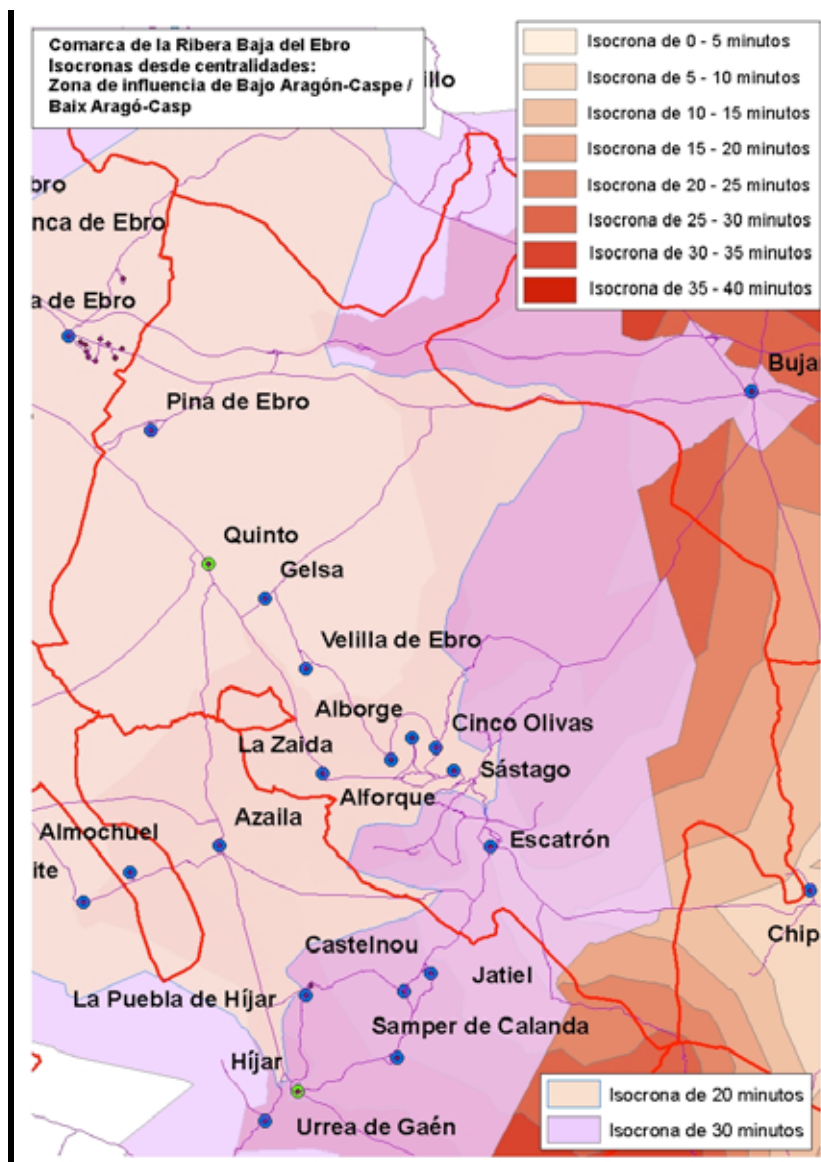 Comarca de la Ribera Baja del Ebro
Isocronas desde centralidades:
Zona de influencia de Bajo Aragón-Caspe /
Baix Aragó-Casp
illo
Isocrona de 0 - 5 minutos
Isocrona de 5 - 10 minutos
Isocrona de 10 - 15 minutos
Isocrona de 15 - 20 minutos
Isocrona de 20 - 25 minutos
Isocrona de 25 - 30 minutos
Isocrona de 30 - 35 minutos
Isocrona de 35 - 40 minutos
bro
nca de Ebro
a de Ebro
Buja
Pina de Ebro
Quinto
Gelsa
Velilla de Ebro
Alborge
Cinco Olivas
La Zaida
Sástago
Alforque
Azaila
Almochuel
Escatrón
ite
Chip
Castelnou
Jatiel
La Puebla de Híjar
Samper de Calanda
Híjar
Urrea de Gaén
Isocrona de 20 minutos
Isocrona de 30 minutos